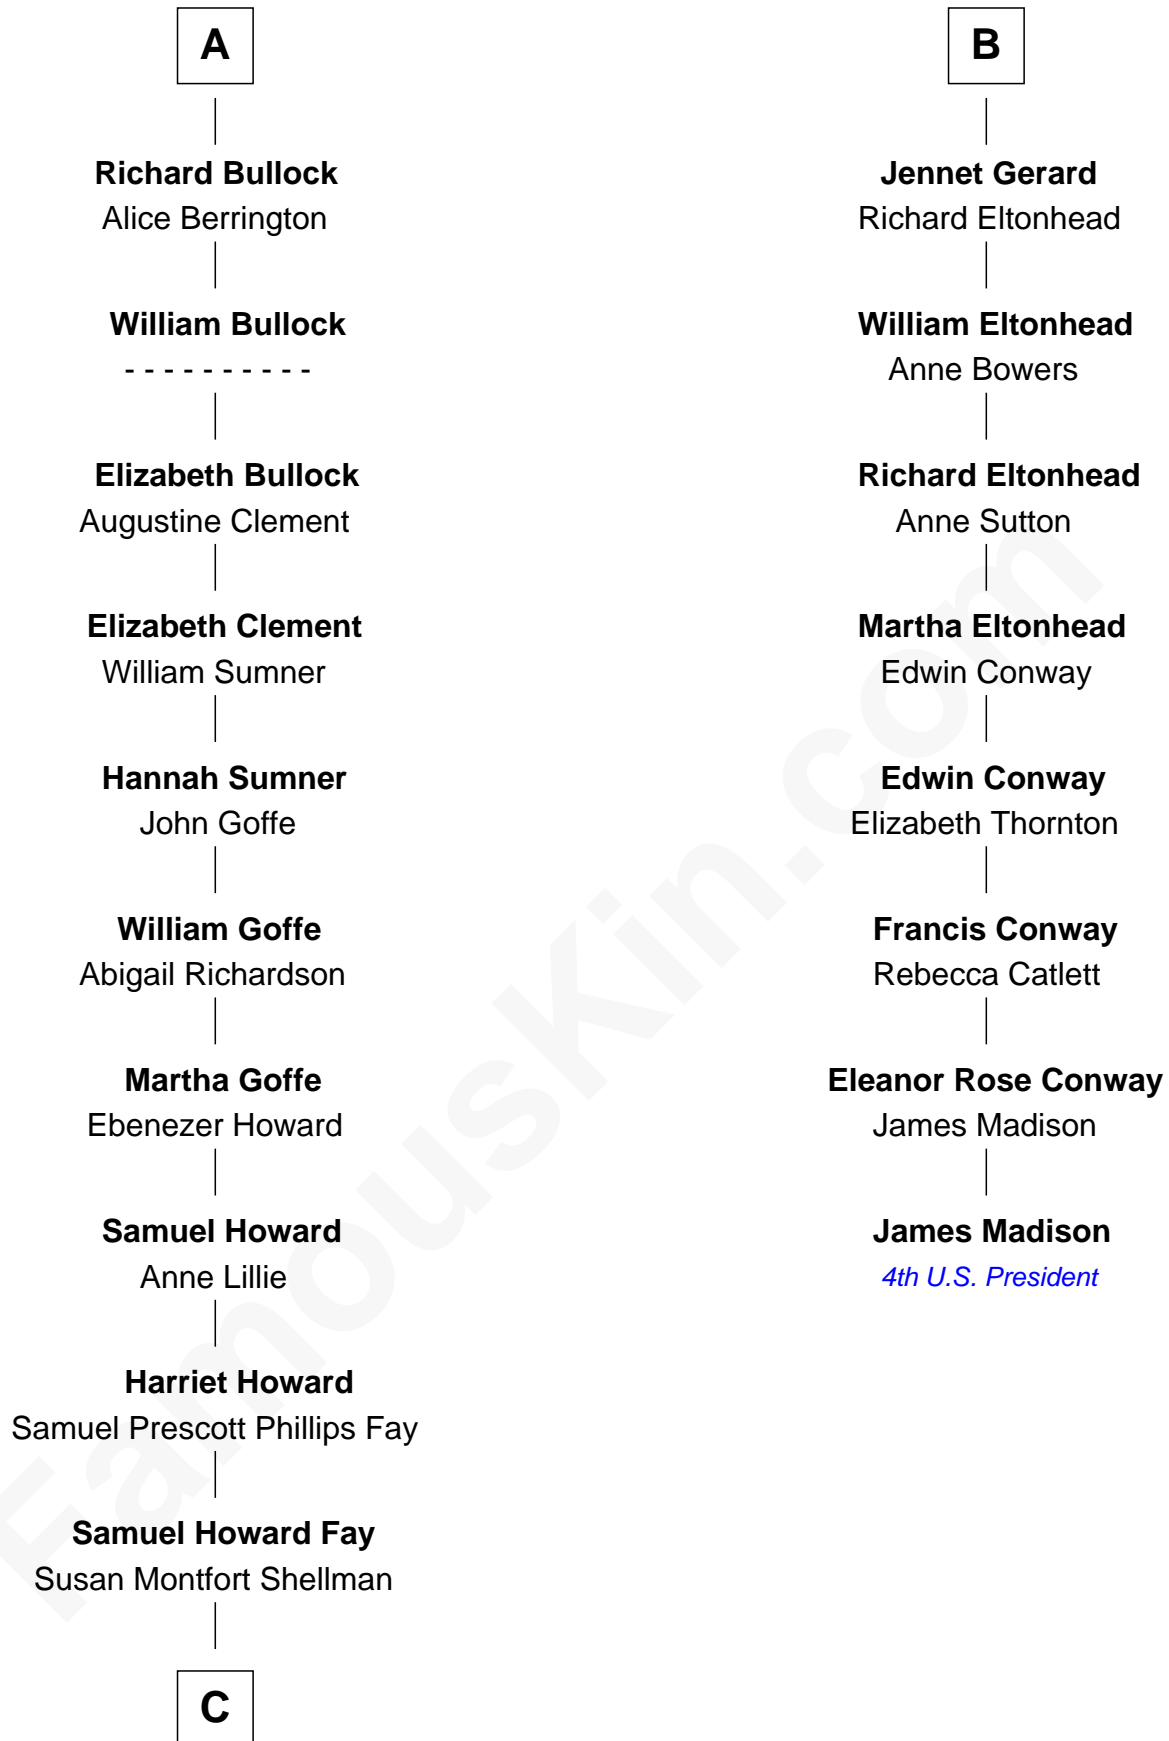 A
Richard Bullock
Alice Berrington
William Bullock
- - - - - - - - - -
Elizabeth Bullock
Augustine Clement
Elizabeth Clement
William Sumner
Hannah Sumner
John Goffe
William Goffe
Abigail Richardson
Martha Goffe
Ebenezer Howard
Samuel Howard
Anne Lillie
Harriet Howard
Samuel Prescott Phillips Fay
Samuel Howard Fay
Susan Montfort Shellman
C
B
Jennet Gerard
Richard Eltonhead
William Eltonhead
Anne Bowers
Richard Eltonhead
Anne Sutton
Martha Eltonhead
Edwin Conway
Edwin Conway
Elizabeth Thornton
Francis Conway
Rebecca Catlett
Eleanor Rose Conway
James Madison
James Madison
4th U.S. President
FamousKin.com